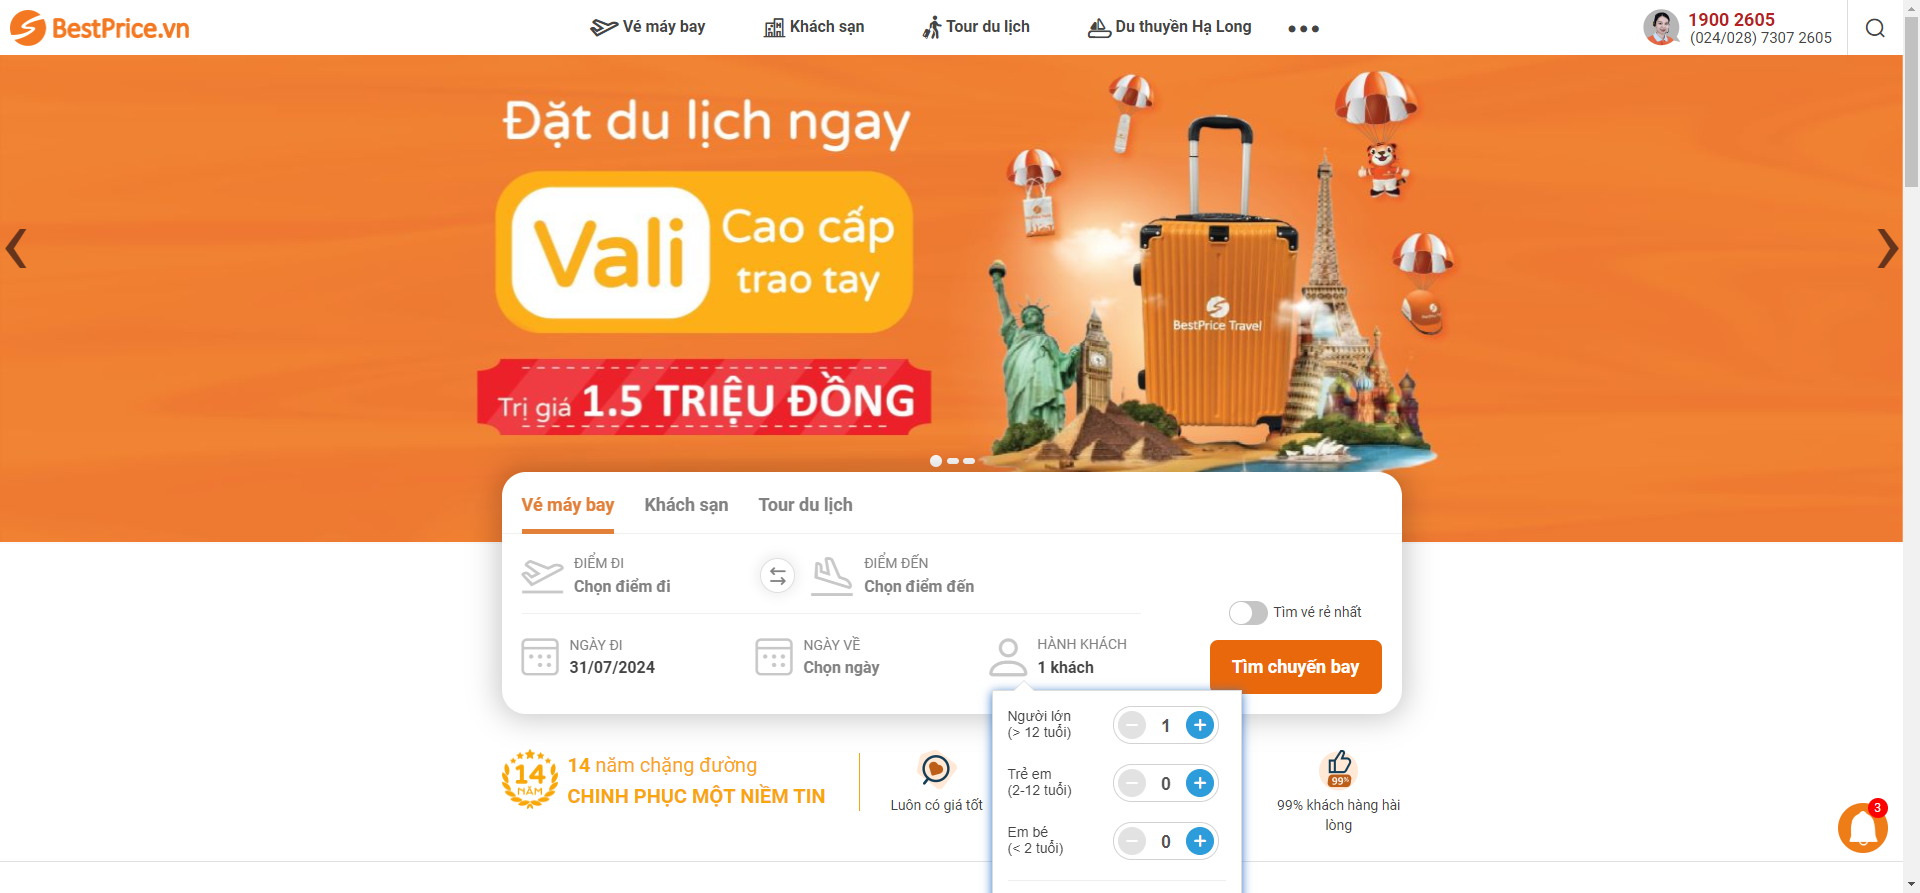 BestPrice.vn
Vé máy bay
Khách sạn
Tour du lịch
Du thuyền Hạ Long
1900 2605
(024/028) 7307 2605
Đặt du lịch ngay
Vali
Cao cấp
trao tay
Trị giá 1.5 TRIỆU ĐỒNG
BestPrice Travel
Vé máy bay
Khách sạn
Tour du lịch
ĐIỂM ĐI
Chọn điểm đi
ĐIỂM ĐẾN
Chọn điểm đến
Tìm vé rẻ nhất
NGÀY ĐI
31/07/2024
NGÀY VỀ
Chọn ngày
HÀNH KHÁCH
1 khách
Tìm chuyến bay
Người lớn
(> 12 tuổi)
1
Trẻ em
(2-12 tuổi)
0
Em bé
(< 2 tuổi)
0
14
NĂM
14 năm chặng đường
CHINH PHỤC MỘT NIỀM TIN
Luôn có giá tốt
99%
99% khách hàng hài
lòng
3